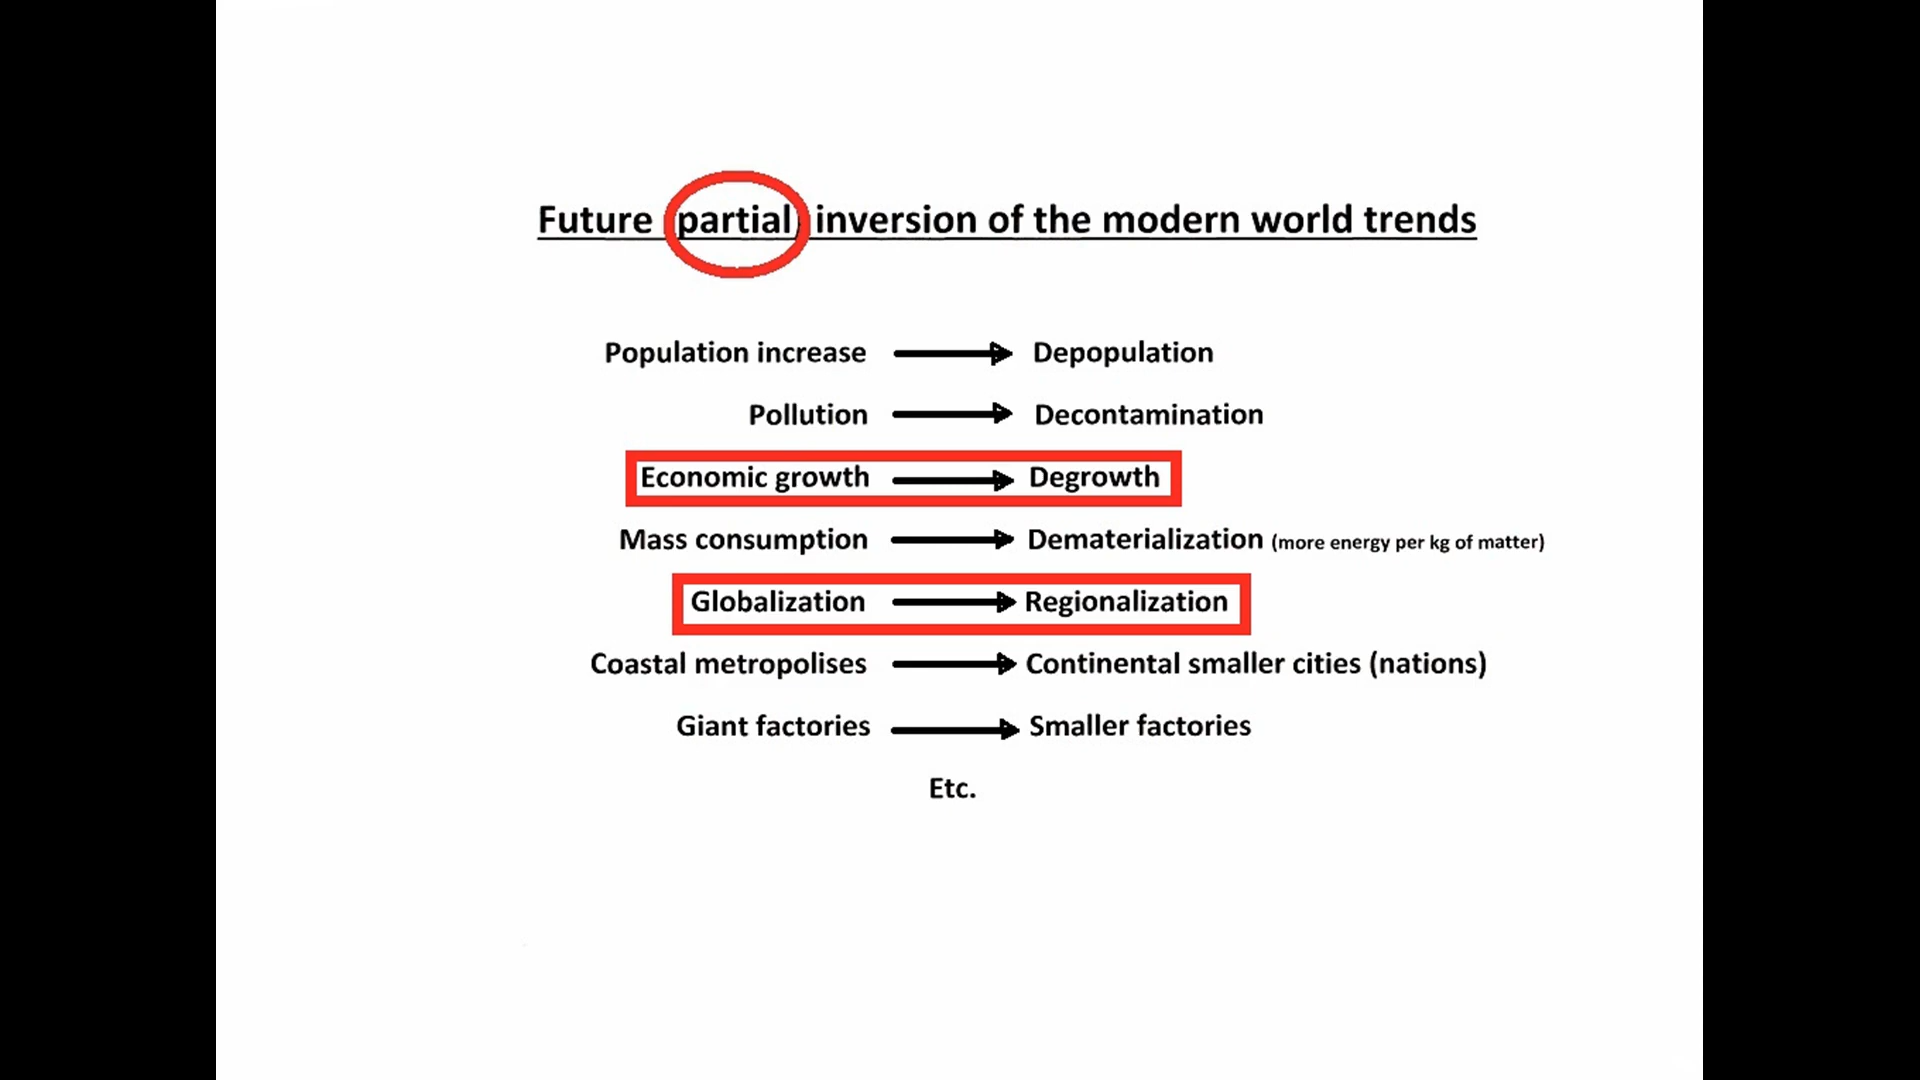 Future (partial) inversion of the modern world trends
Population increase Depopulation
Pollution Decontamination
Economic growth Degrowth
Mass consumption Dematerialization (more energy per kg of matter)
Globalization Regionalization
Coastal metropolises Continental smaller cities (nations)
Giant factories Smaller factories
Etc.